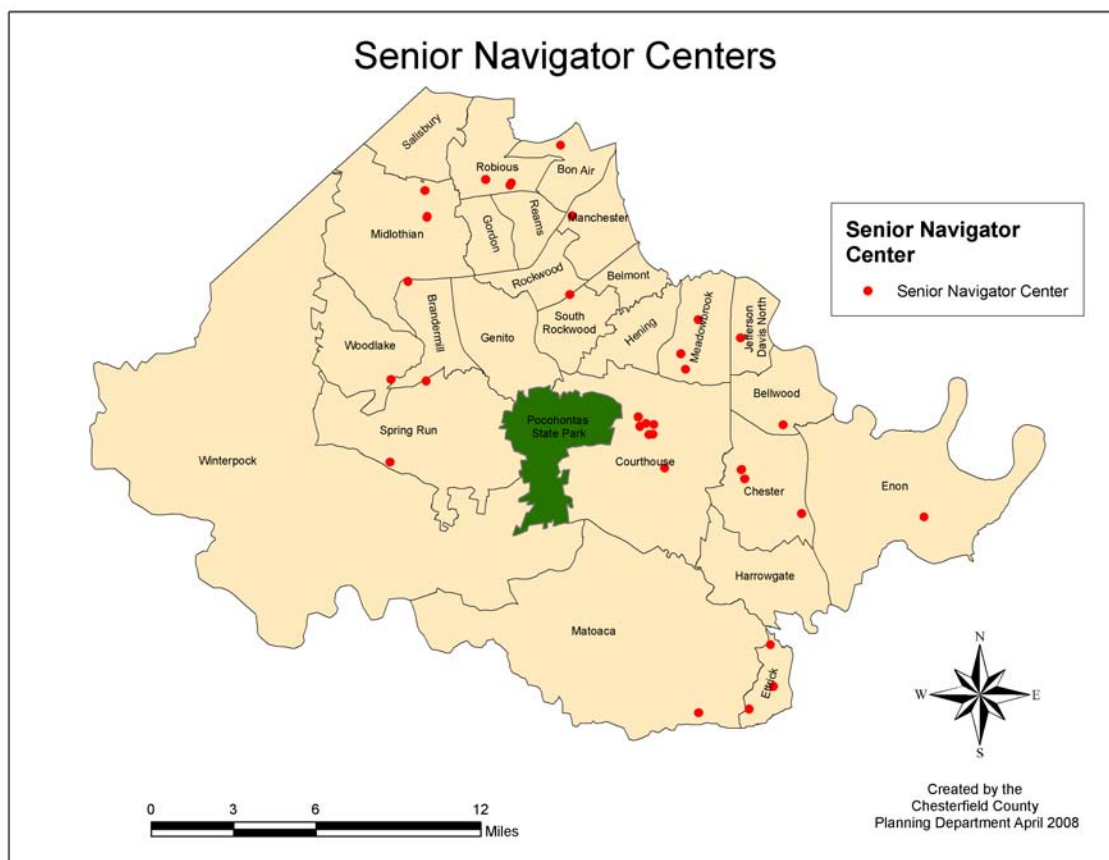 Senior Navigator Centers
Salisbury
Robious
Bon Air
Midlothian
Gordon
Reams
Manchester
Rockwood
Belmont
Brandermill
Genito
South
Rockwood
Hening
Meadowbrook
Jefferson
Davis North
Woodlake
Bellwood
Spring Run
Pocohontas
State Park
Winterpock
Courthouse
Chester
Enon
Harrowgate
Matoaca
Ettrick
Senior Navigator
Center
Senior Navigator Center
N
W
E
S
0 3 6 12
Miles
Created by the
Chesterfield County
Planning Department April 2008